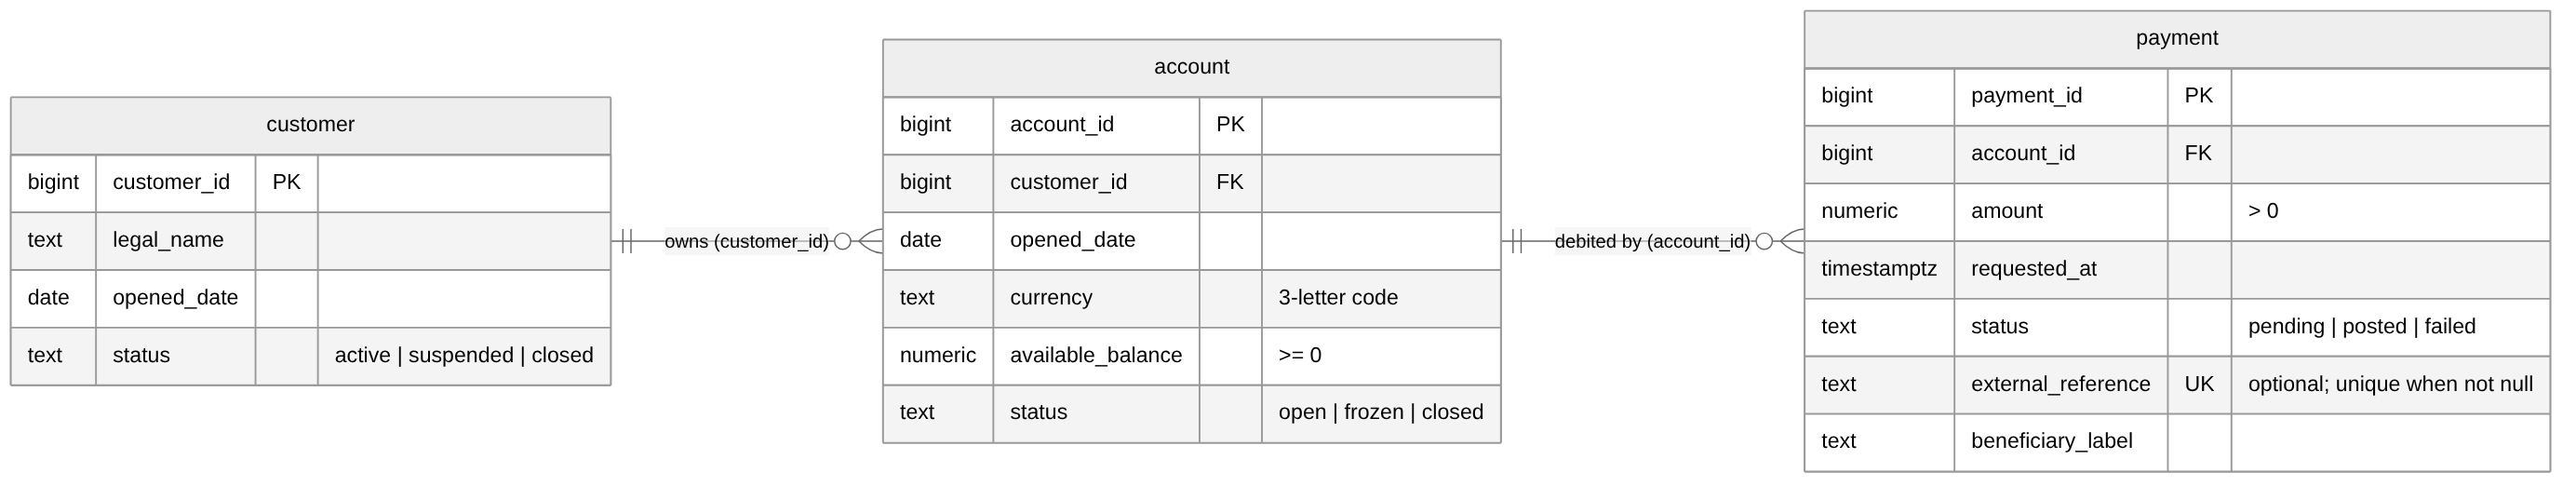 customer
bigint customer_id PK
text legal_name
date opened_date
text status active | suspended | closed
owns (customer_id)
account
bigint account_id PK
bigint customer_id FK
date opened_date
text currency 3-letter code
numeric available_balance >= 0
text status open | frozen | closed
debited by (account_id)
payment
bigint payment_id PK
bigint account_id FK
numeric amount > 0
timestamptz requested_at
text status pending | posted | failed
text external_reference UK optional; unique when not null
text beneficiary_label